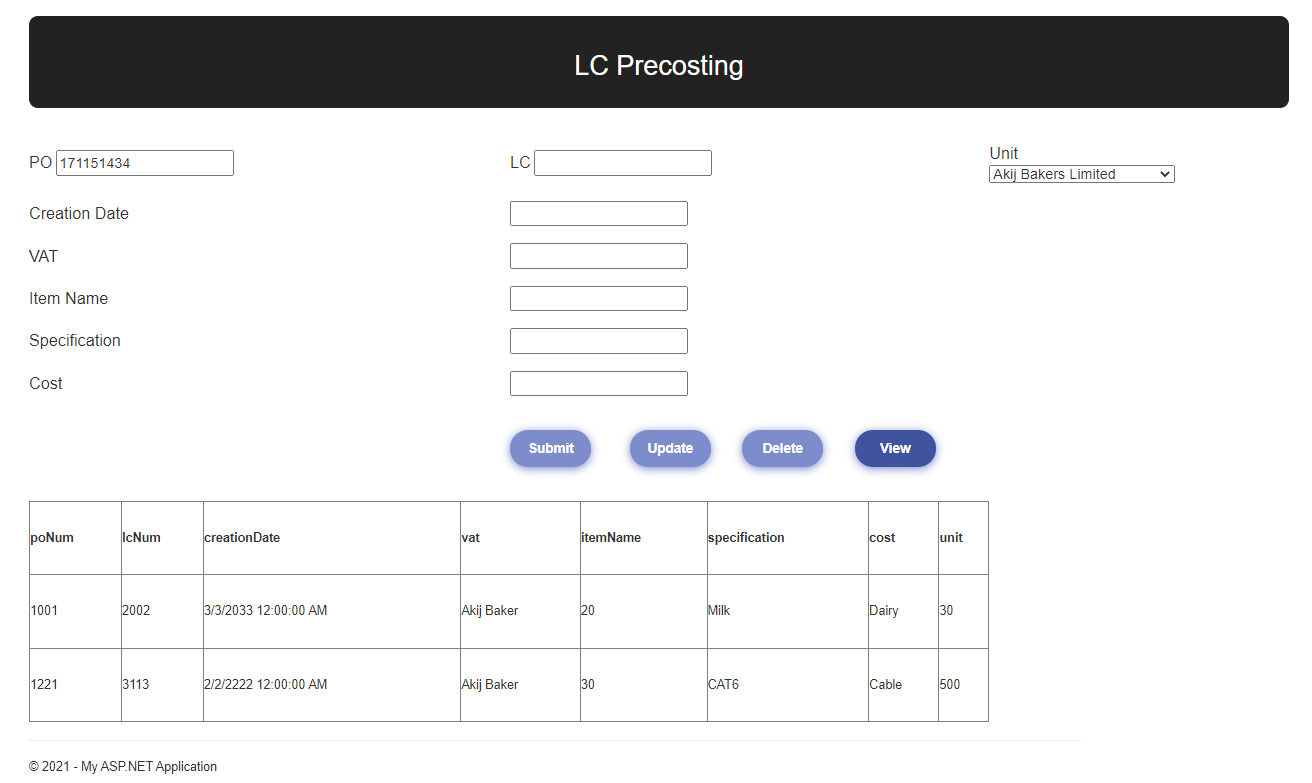 LC Precosting
PO 171151434 LC Unit
Akij Bakers Limited
Creation Date
VAT
Item Name
Specification
Cost
Submit Update Delete View
poNum lcNum creationDate vat itemName specification cost unit
1001 2002 3/3/2033 12:00:00 AM Akij Baker 20 Milk Dairy 30
1221 3113 2/2/2222 12:00:00 AM Akij Baker 30 CAT6 Cable 500
© 2021 - My ASP.NET Application